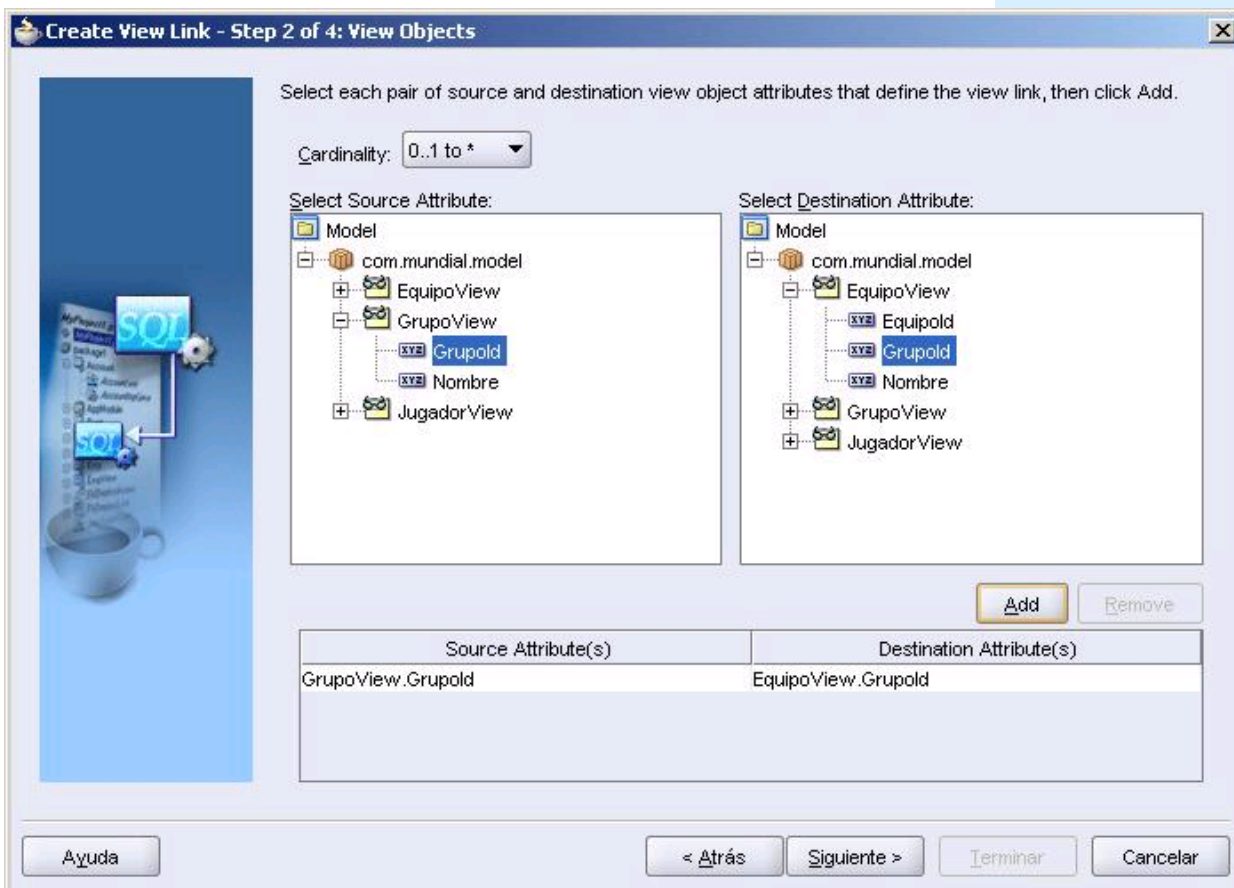 Create View Link - Step 2 of 4: View Objects
Select each pair of source and destination view object attributes that define the view link, then click Add.
Cardinality: 0..1 to *
Select Source Attribute:
Model
com.mundial.model
EquipoView
GrupoView
GrupoId
Nombre
JugadorView
Select Destination Attribute:
Model
com.mundial.model
EquipoView
EquipoId
GrupoId
Nombre
GrupoView
JugadorView
SQL
SQL
Add Remove
Source Attribute(s) Destination Attribute(s)
GrupoView.GrupoId EquipoView.GrupoId
Ayuda < Atrás Siguiente > Terminar Cancelar